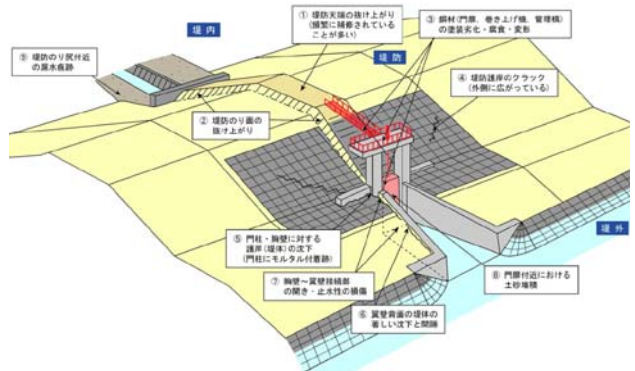 ① 堤防天端の抜け上がり
(頻繁に補修されている
ことが多い)
③ 鋼材(門扉、巻き上げ機、管理橋)
の塗装劣化・腐食・変形
堤内
⑨ 堤防のり尻付近
の漏水痕跡
堤防
④ 堤防護岸のクラック
(外側に広がっている)
② 堤防のり面の
抜け上がり
⑤ 門柱・胸壁に対する
護岸(堤体)の沈下
(門柱にモルタル付着跡)
堤外
⑦ 胸壁~翼壁接続部
の開き・止水性の損傷
⑧ 門扉付近における
土砂堆積
⑥ 翼壁背面の堤体の
著しい沈下と間隙